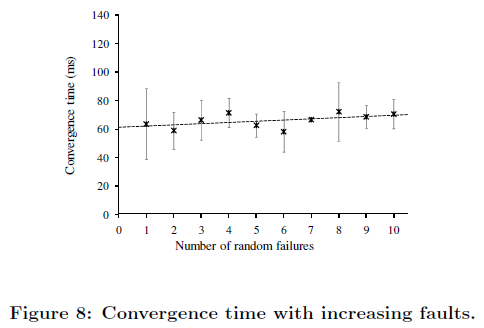 140
120
100
80
60
40
20
0
Convergence time (ms)
0 1 2 3 4 5 6 7 8 9 10
Number of random failures
Figure 8: Convergence time with increasing faults.